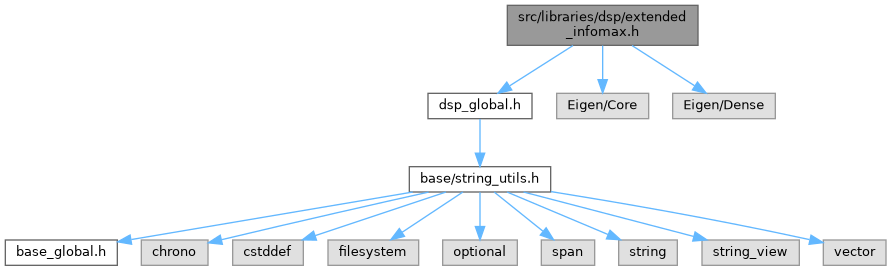 src/libraries/dsp/extended
_infomax.h
dsp_global.h
Eigen/Core
Eigen/Dense
base/string_utils.h
base_global.h
chrono
cstddef
filesystem
optional
span
string
string_view
vector